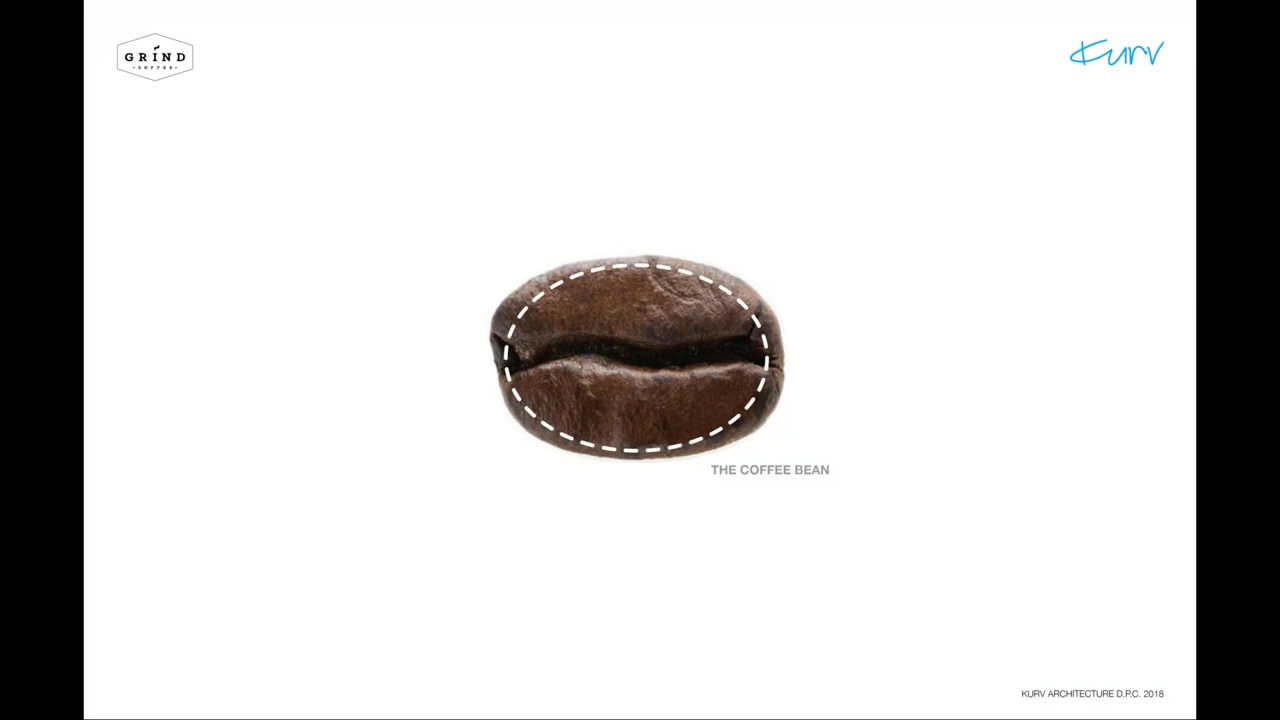 GRIND
-COFFEE-
Kurv
THE COFFEE BEAN
KURV ARCHITECTURE D.P.C. 2018